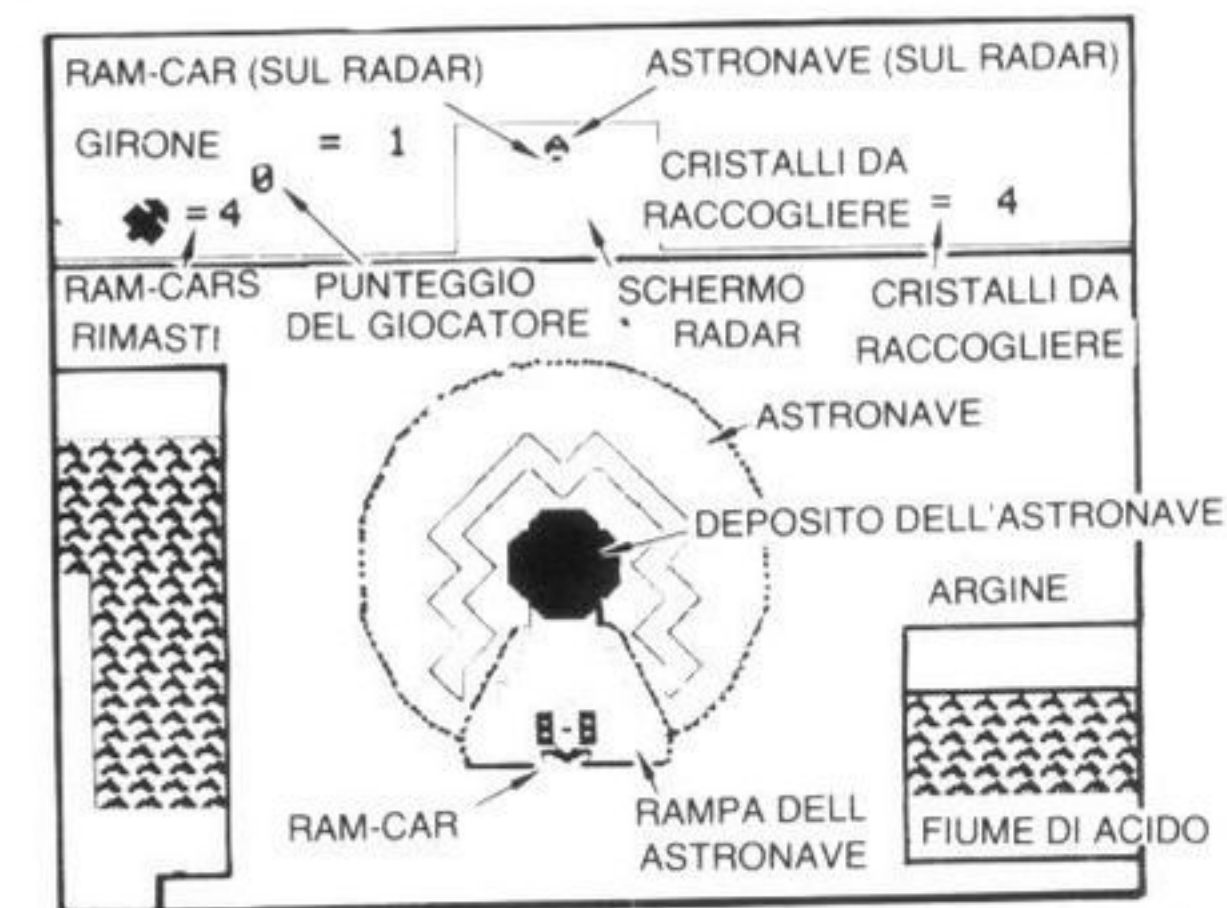 RAM-CAR (SUL RADAR)
ASTRONAVE (SUL RADAR)
GIRONE = 1
0
= 4
CRISTALLI DA
RACCOGLIERE = 4
RAM-CARS
RIMASTI
PUNTEGGIO
DEL GIOCATORE
SCHERMO
RADAR
CRISTALLI DA
RACCOGLIERE
ASTRONAVE
DEPOSITO DELL'ASTRONAVE
ARGINE
RAM-CAR
RAMPA DELL
ASTRONAVE
FIUME DI ACIDO